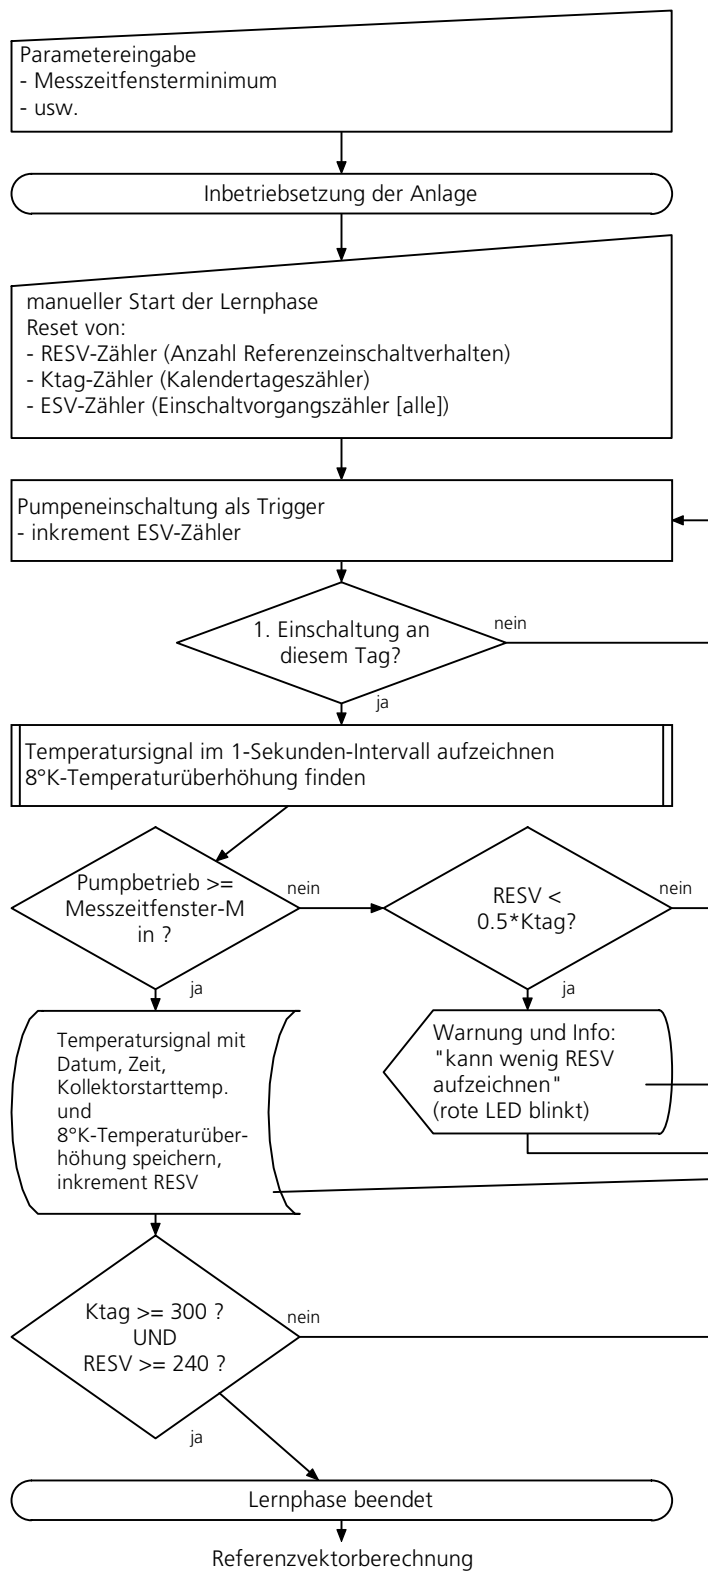 Parametereingabe
- Messzeitfensterminimum
- usw.
Inbetriebsetzung der Anlage
manueller Start der Lernphase
Reset von:
- RESV-Zähler (Anzahl Referenzeinschaltverhalten)
- Ktag-Zähler (Kalendertageszähler)
- ESV-Zähler (Einschaltvorgangszähler [alle])
Pumpeneinschaltung als Trigger
- inkrement ESV-Zähler
1. Einschaltung an
diesem Tag?
nein
ja
Temperatursignal im 1-Sekunden-Intervall aufzeichnen
8°K-Temperaturüberhöhung finden
Pumpbetrieb >=
Messzeitfenster-M
in ?
nein
ja
RESV <
0.5*Ktag?
nein
ja
Temperatursignal mit
Datum, Zeit,
Kollektorstarttemp.
und
8°K-Temperaturüber-
höhung speichern,
inkrement RESV
Warnung und Info:
"kann wenig RESV
aufzeichnen"
(rote LED blinkt)
Ktag >= 300 ?
UND
RESV >= 240 ?
nein
ja
Lernphase beendet
Referenzvektorberechnung